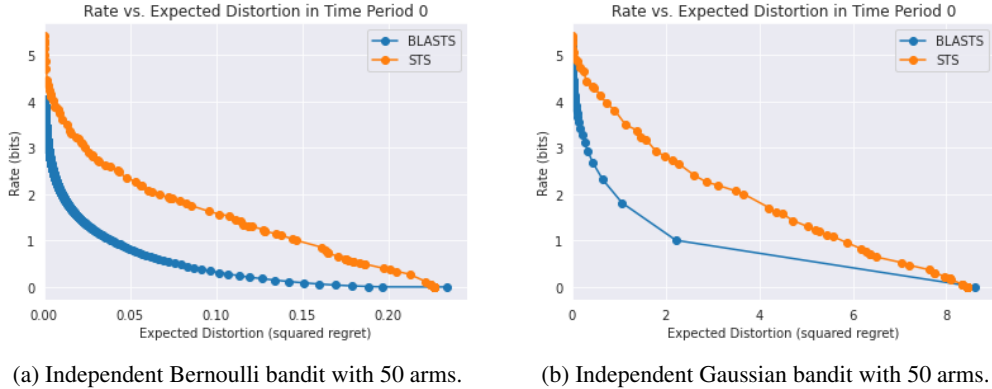 Rate vs. Expected Distortion in Time Period 0
BLASTS
STS
Rate (bits)
5
4
3
2
1
0
0.00 0.05 0.10 0.15 0.20
Expected Distortion (squared regret)
(a) Independent Bernoulli bandit with 50 arms.
Rate vs. Expected Distortion in Time Period 0
BLASTS
STS
Rate (bits)
5
4
3
2
1
0
0 2 4 6 8
Expected Distortion (squared regret)
(b) Independent Gaussian bandit with 50 arms.